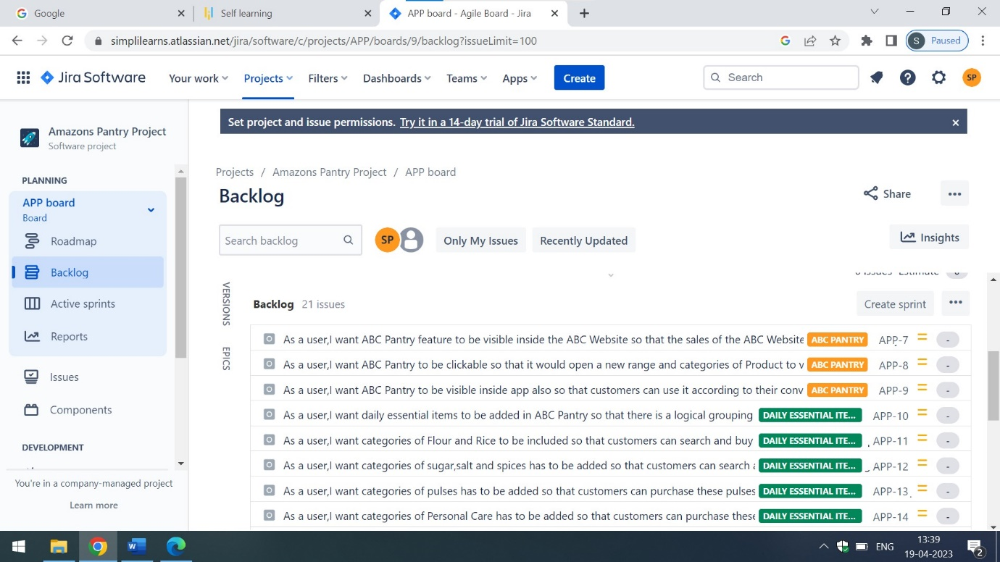 Google
Self learning
APP board - Agile Board - Jira
simplilearns.atlassian.net/jira/software/c/projects/APP/boards/9/backlog?issueLimit=100
S Paused
Jira Software Your work Projects Filters Dashboards Teams Apps Create Search SP
Amazons Pantry Project
Software project
PLANNING
APP board
Board
Roadmap
Backlog
Active sprints
Reports
Issues
Components
DEVELOPMENT
You're in a company-managed project
Learn more
Set project and issue permissions. Try it in a 14-day trial of Jira Software Standard.
Projects / Amazons Pantry Project / APP board
Backlog
Share
Search backlog SP Only My Issues Recently Updated Insights
VERSIONS
EPICS
0 issues Estimate 0
Backlog 21 issues Create sprint
As a user,I want ABC Pantry feature to be visible inside the ABC Website so that the sales of the ABC Website ABC PANTRY APP-7 -
As a user,I want ABC Pantry to be clickable so that it would open a new range and categories of Product to v ABC PANTRY APP-8 -
As a user,I want ABC Pantry to be visible inside app also so that customers can use it according to their conv ABC PANTRY APP-9 -
As a user,I want daily essential items to be added in ABC Pantry so that there is a logical grouping DAILY ESSENTIAL ITE... APP-10 -
As a user,I want categories of Flour and Rice to be included so that customers can search and buy DAILY ESSENTIAL ITE... APP-11 -
As a user,I want categories of sugar,salt and spices has to be added so that customers can search DAILY ESSENTIAL ITE... APP-12 -
As a user,I want categories of pulses has to be added so that customers can purchase these pulses DAILY ESSENTIAL ITE... APP-13 -
As a user,I want categories of Personal Care has to be added so that customers can purchase these DAILY ESSENTIAL ITE... APP-14 -
ENG
13:39
19-04-2023
2